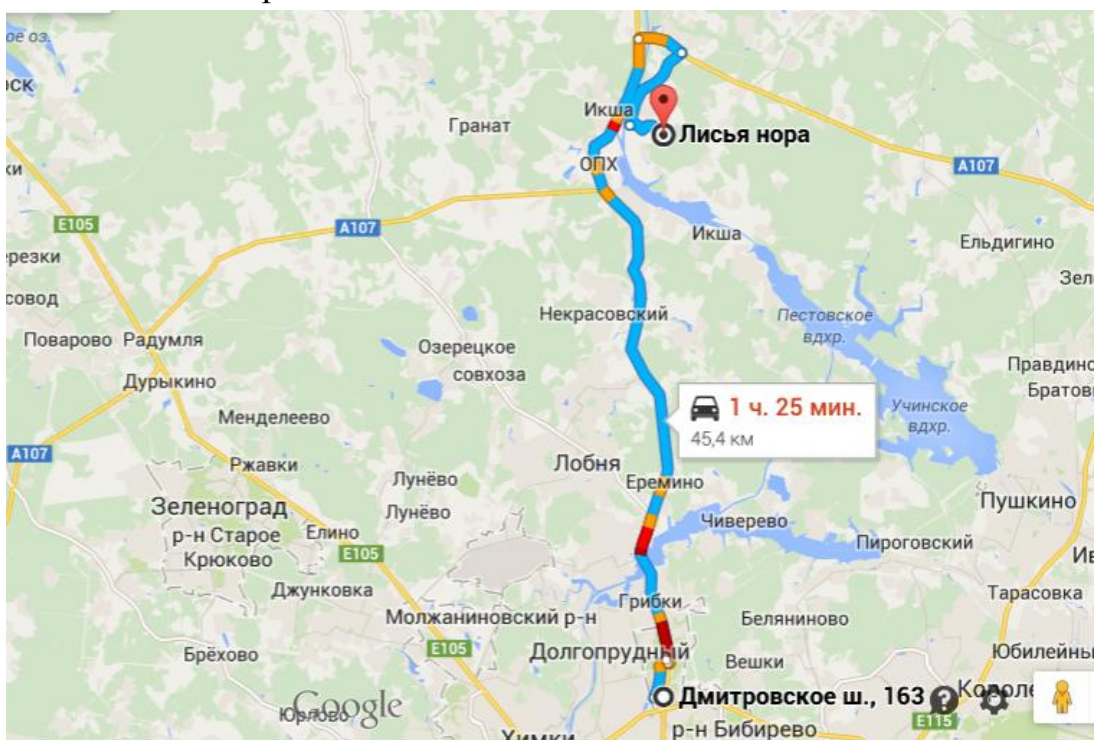 Икша
Гранат
Лисья нора
ОПХ
A107
E105
A107
Икша
Ельдигино
Некрасовский
Пестовское
вдхр.
Поварово
Радумля
Озерецкое
совхоза
Дурыкино
Менделеево
1 ч. 25 мин.
45,4 км
Учинское
вдхр.
A107
Ржавки
Лобня
Лунёво
Еремино
Зеленоград
Лунёво
Чиверево
Пушкино
р-н Старое
Крюково
Елино
E105
Пироговский
Джунковка
Грибки
Тарасовка
Молжаниновский р-н
Беляниново
E105
Брёхово
Долгопрудный
Вешки
Google
Дмитровское ш., 163
E115
р-н Бибирево